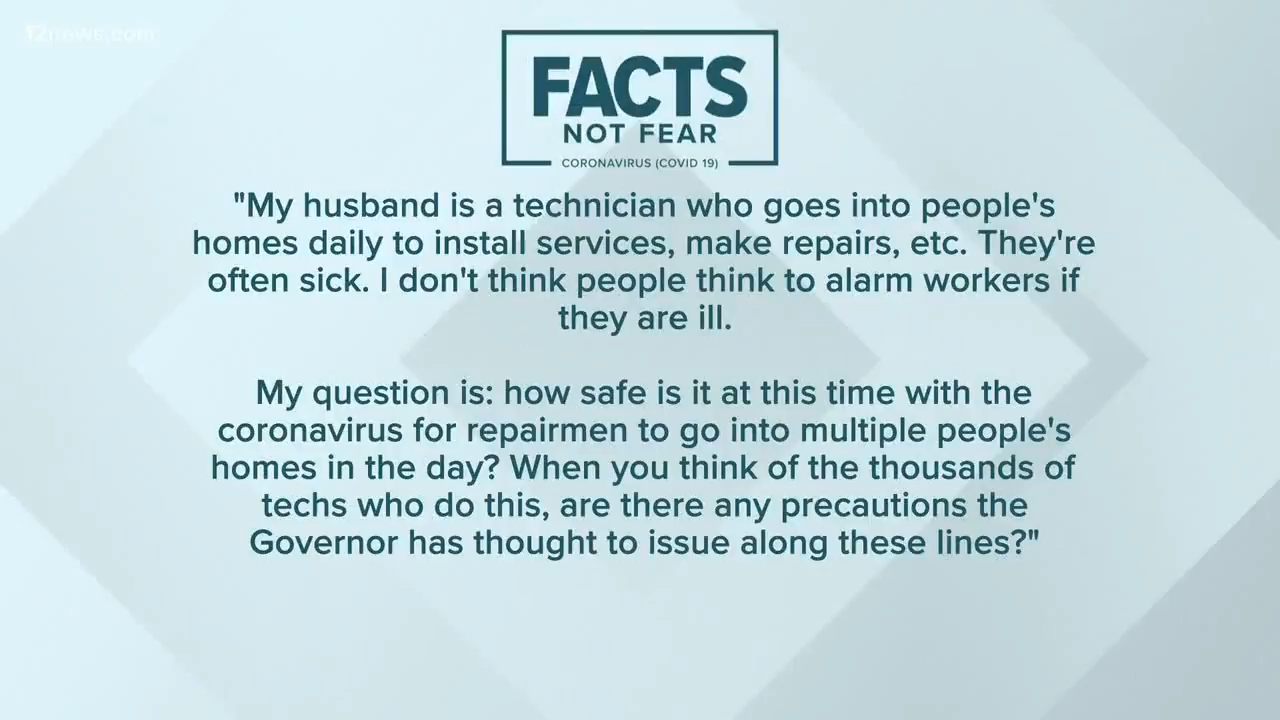 12news.com
FACTS
NOT FEAR
CORONAVIRUS (COVID 19)
"My husband is a technician who goes into people's
homes daily to install services, make repairs, etc. They're
often sick. I don't think people think to alarm workers if
they are ill.
My question is: how safe is it at this time with the
coronavirus for repairmen to go into multiple people's
homes in the day? When you think of the thousands of
techs who do this, are there any precautions the
Governor has thought to issue along these lines?"